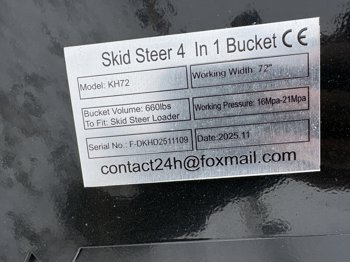 Skid Steer 4 In 1 Bucket CE
Model: KH72
Working Width: 72"
Bucket Volume: 660lbs
To Fit: Skid Steer Loader
Working Pressure: 16Mpa-21Mpa
Serial No.: F-DKHD2511109
Date:2025.11
contact24h@foxmail.com